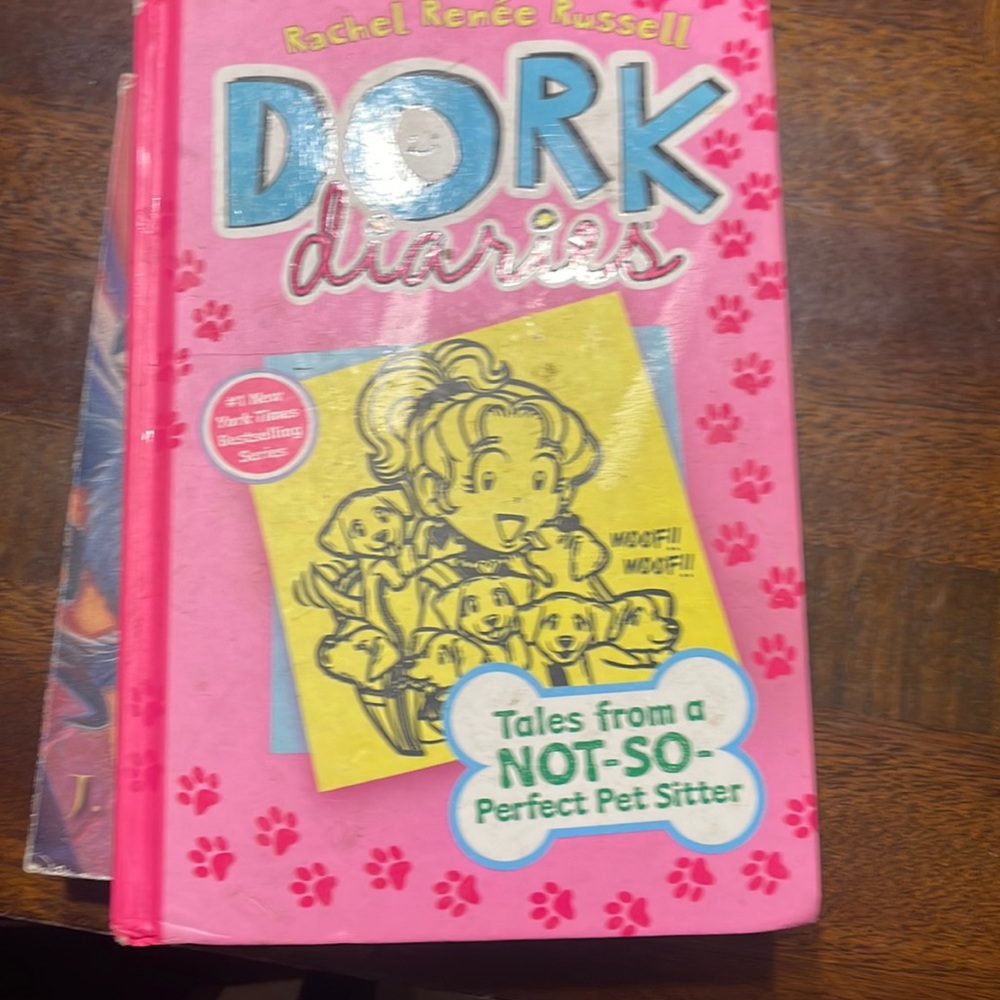 Rachel Renée Russell
DORK
diaries
#1 New
York Times
Bestselling
Series
WOOF!!
WOOF!!
Tales from a
NOT-SO-
Perfect Pet Sitter
J.